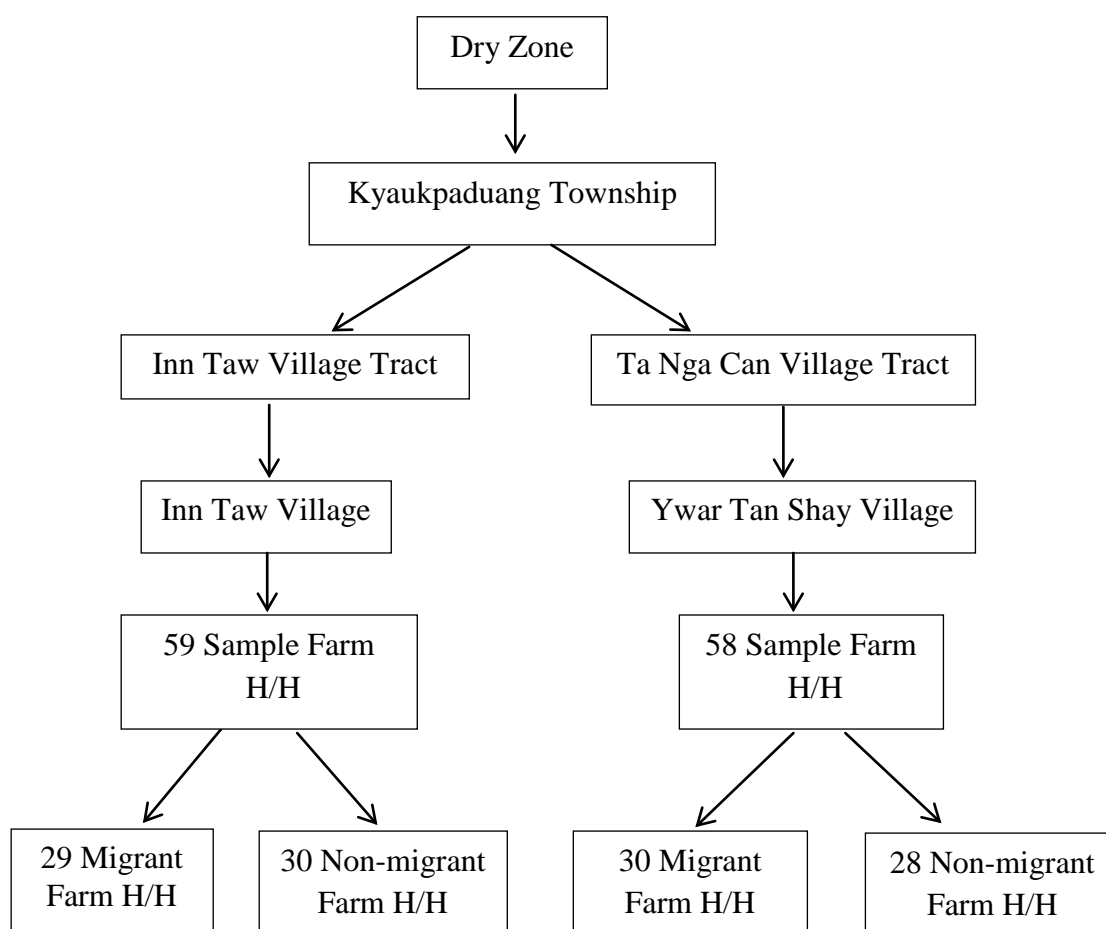 Dry Zone
Kyaukpaduang Township
Inn Taw Village Tract
Ta Nga Can Village Tract
Inn Taw Village
Ywar Tan Shay Village
59 Sample Farm
H/H
58 Sample Farm
H/H
29 Migrant
Farm H/H
30 Non-migrant
Farm H/H
30 Migrant
Farm H/H
28 Non-migrant
Farm H/H